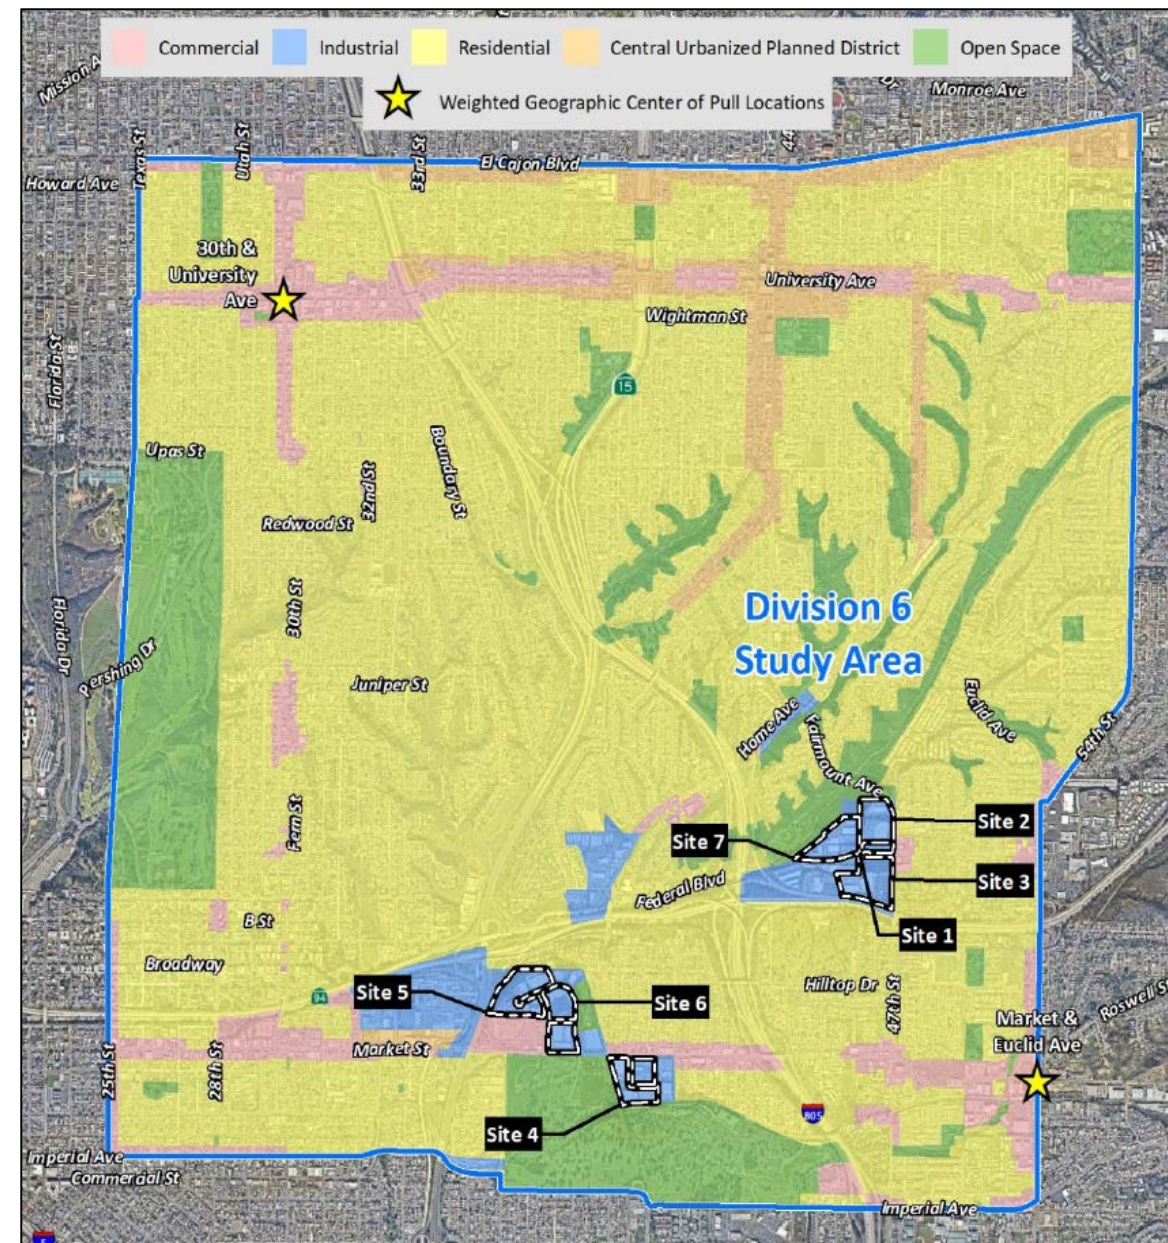 Commercial
Industrial
Residential
Central Urbanized Planned District
Open Space
Weighted Geographic Center of Pull Locations
Mission A
Dr
Monroe Ave
44
Texas St
Utah St
33rd St
El Cajon Blvd
Howard Ave
30th &
University
Ave
University Ave
Wightman St
Florida St
15
Upas St
Boundary St
32nd St
Redwood St
30th St
Division 6
Study Area
Florida Dr
Pershing Dr
Juniper St
Euclid Ave
Home Ave
Fairmount Ave
54th St
Fern St
Site 2
Site 7
Federal Blvd
Site 3
B St
Site 1
Broadway
Hilltop Dr
47th St
Site 5
94
Site 6
Roswell St
Market &
Euclid Ave
Market St
25th St
28th St
805
Site 4
Imperial Ave
Commercial St
Imperial Ave
5